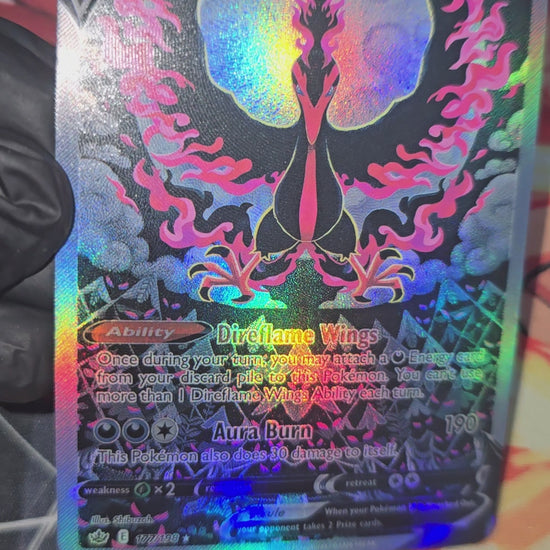 V
Ability Direflame Wings
Once during your turn, you may attach a Energy card
from your discard pile to this Pokémon. You can't use
more than 1 Direflame Wings Ability each turn.
Aura Burn 190
This Pokémon also does 30 damage to itself.
weakness ×2 retreat
When your Pokémon
your opponent takes 2 Prize cards.
Illus. Shibuzoh.
E 177/198 ★